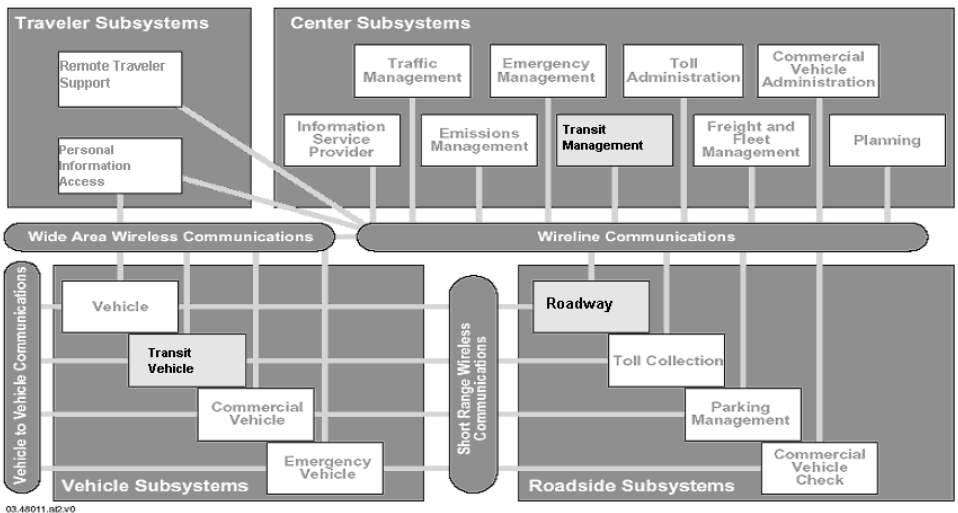 Traveler Subsystems
Remote Traveler
Support
Personal
Information
Access
Center Subsystems
Traffic
Management
Emergency
Management
Toll
Administration
Commercial
Vehicle
Administration
Information
Service
Provider
Emissions
Management
Transit
Management
Freight and
Fleet
Management
Planning
Wide Area Wireless Communications
Wireline Communications
Vehicle to Vehicle Communications
Vehicle
Transit
Vehicle
Commercial
Vehicle
Emergency
Vehicle
Vehicle Subsystems
Short Range Wireless
Communications
Roadway
Toll Collection
Parking
Management
Commercial
Vehicle
Check
Roadside Subsystems
03.48011.at2.v0